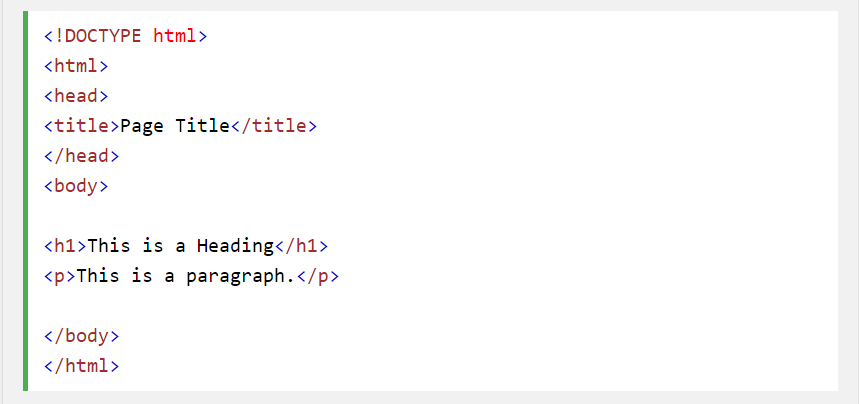 <!DOCTYPE html>
<html>
<head>
<title>Page Title</title>
</head>
<body>
<h1>This is a Heading</h1>
<p>This is a paragraph.</p>
</body>
</html>